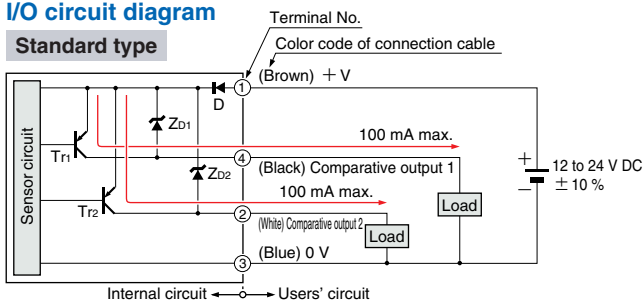 I/O circuit diagram
Terminal No.
Standard type
Color code of connection cable
1 (Brown) + V
D
ZD1
100 mA max.
Tr1
4 (Black) Comparative output 1
ZD2
+ 12 to 24 V DC
− ± 10 %
100 mA max.
Sensor circuit
Load
Tr2
2 (White) Comparative output 2
Load
3 (Blue) 0 V
Internal circuit Users' circuit